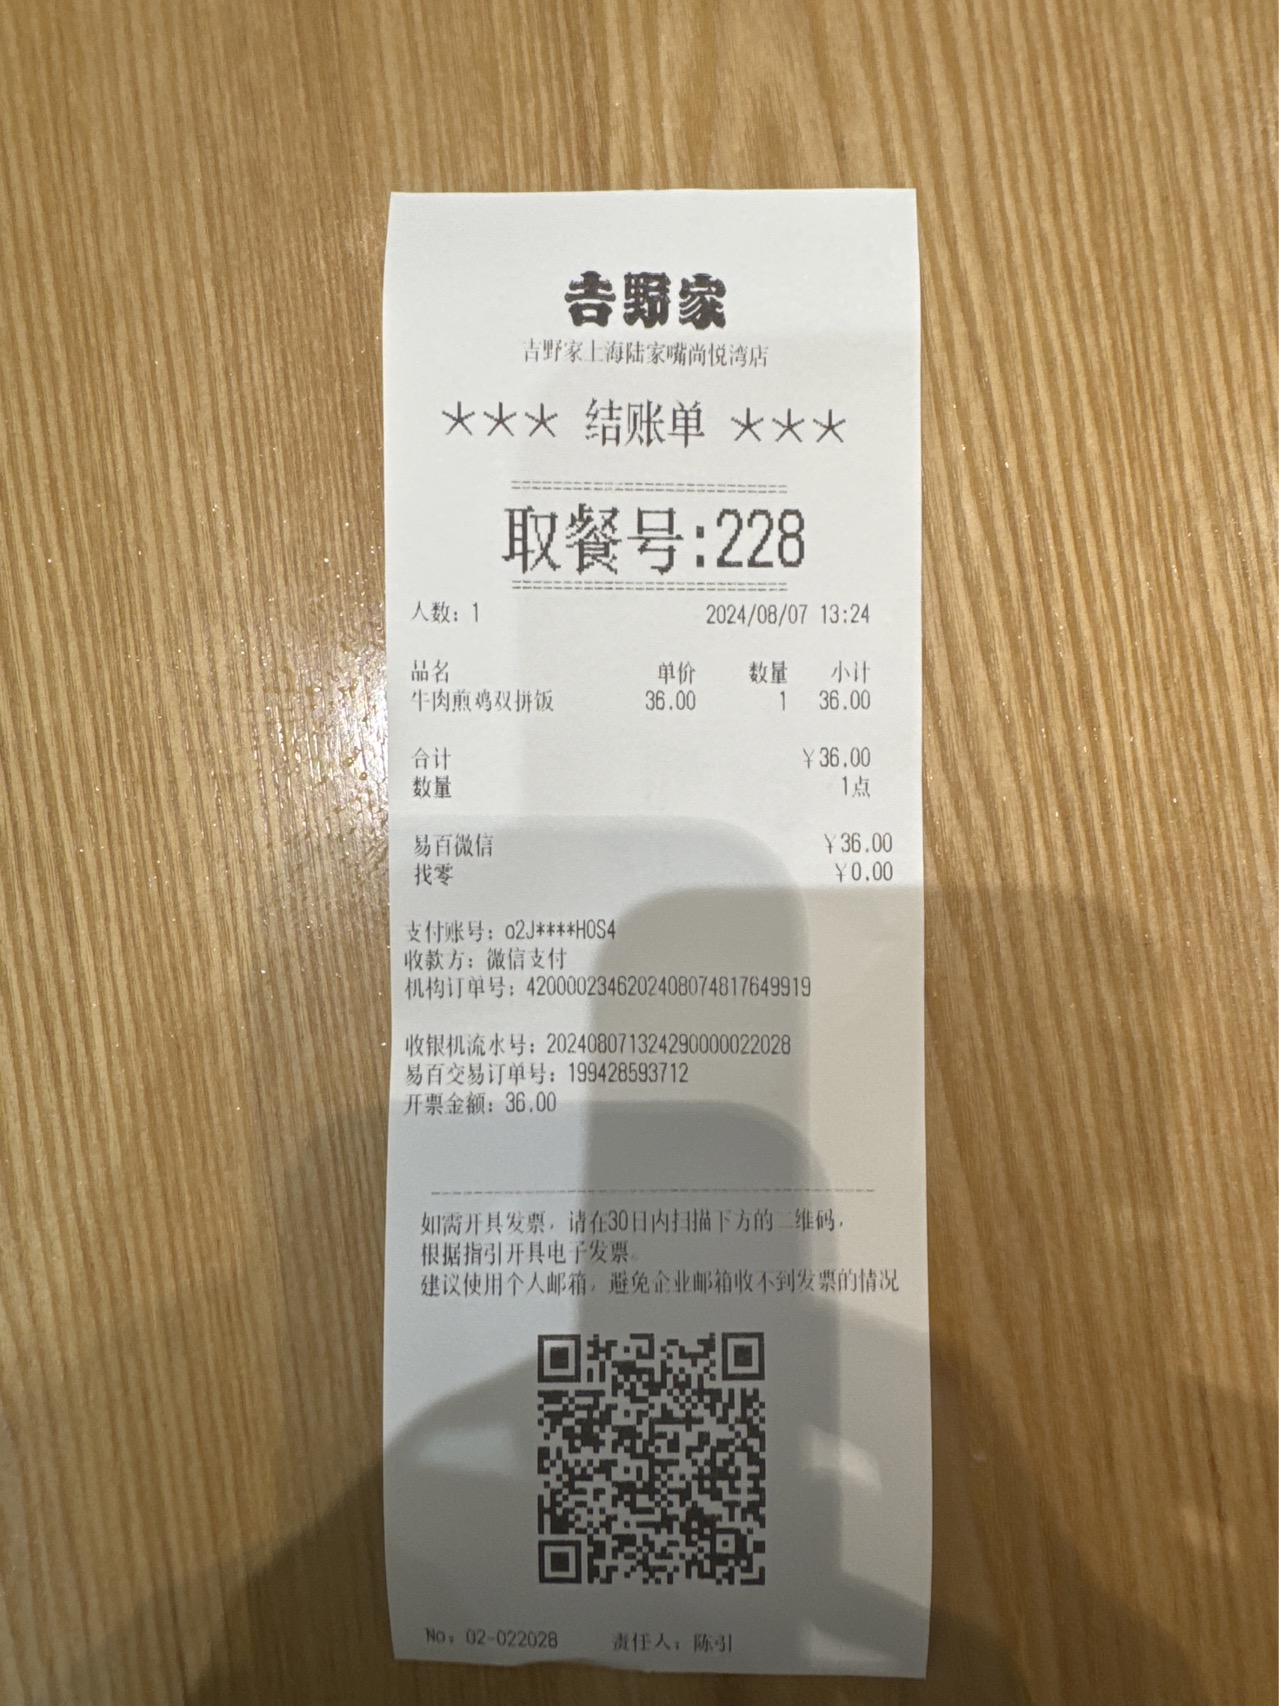 吉野家
吉野家上海陆家嘴尚悦湾店
*** 结账单 ***
取餐号:228
人数: 1 2024/08/07 13:24
品名 单价 数量 小计
牛肉煎鸡双拼饭 36.00 1 36.00
合计 ¥36.00
数量 1点
易百微信 ¥36.00
找零 ¥0.00
支付账号: o2J****H0S4
收款方: 微信支付
机构订单号: 4200002346202408074817649919
收银机流水号: 202408071324290000022028
易百交易订单号: 199428593712
开票金额: 36.00
如需开具发票, 请在30日内扫描下方的二维码,
根据指引开具电子发票。
建议使用个人邮箱, 避免企业邮箱收不到发票的情况
No: 02-022028 责任人: 陈引